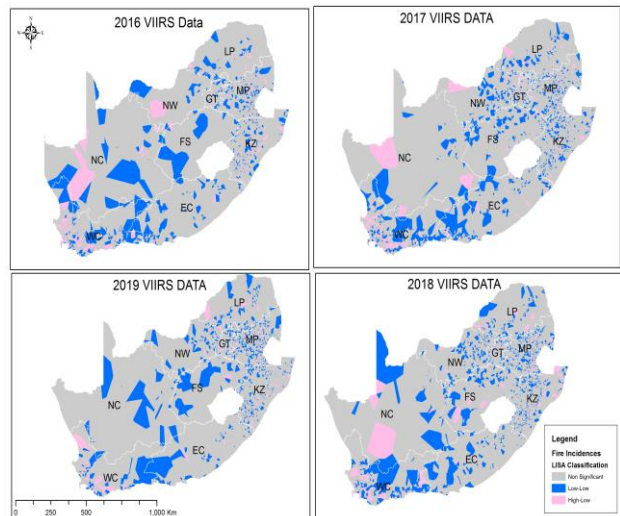 2016 VIIRS Data
N
LP
NW
GT
MP
FS
KZ
NC
EC
WC
2017 VIIRS DATA
LP
NW
GT
MP
FS
KZ
NC
EC
WC
2019 VIIRS DATA
LP
NW
GT
MP
FS
KZ
NC
EC
WC
0 250 500 1,000 Km
2018 VIIRS DATA
LP
NW
GT
MP
FS
KZ
NC
EC
WC
Legend
Fire Incidences
LISA Classification
Non Significant
Low-Low
High-Low